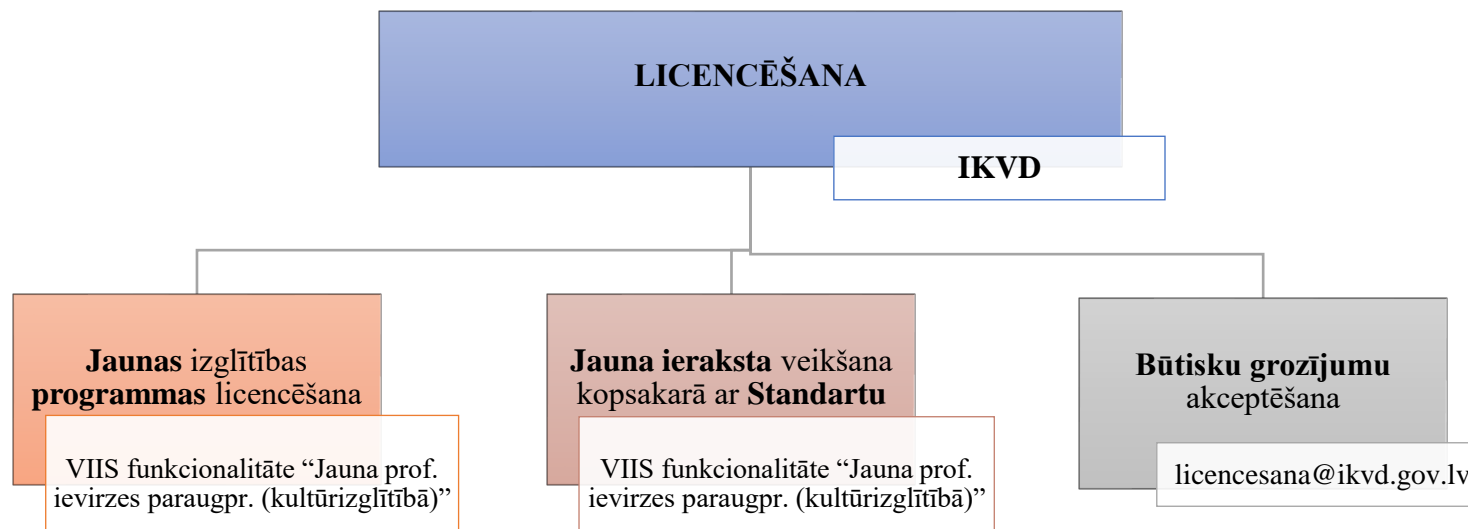 LICENCĒŠANA
IKVD
Jaunas izglītības
programmas licencēšana
VIIS funkcionalitāte “Jauna prof.
ievirzes paraugpr. (kultūrizglītībā)”
Jauna ieraksta veikšana
kopsakarā ar Standartu
VIIS funkcionalitāte “Jauna prof.
ievirzes paraugpr. (kultūrizglītībā)”
Būtisku grozījumu
akceptēšana
licencesana@ikvd.gov.lv